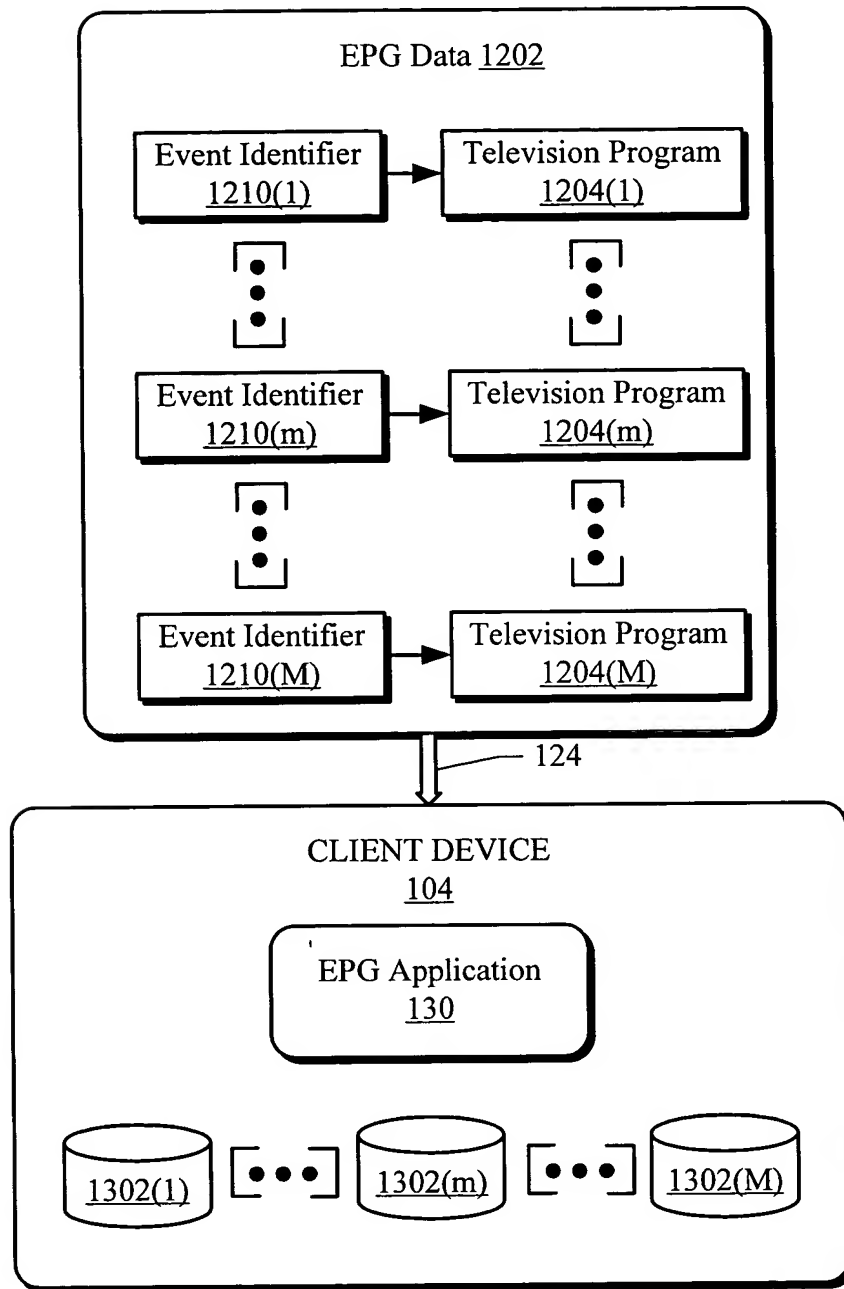 EPG Data 1202
Event Identifier
1210(1)
Television Program
1204(1)
Event Identifier
1210(m)
Television Program
1204(m)
Event Identifier
1210(M)
Television Program
1204(M)
124
CLIENT DEVICE
104
EPG Application
130
1302(1)
1302(m)
1302(M)